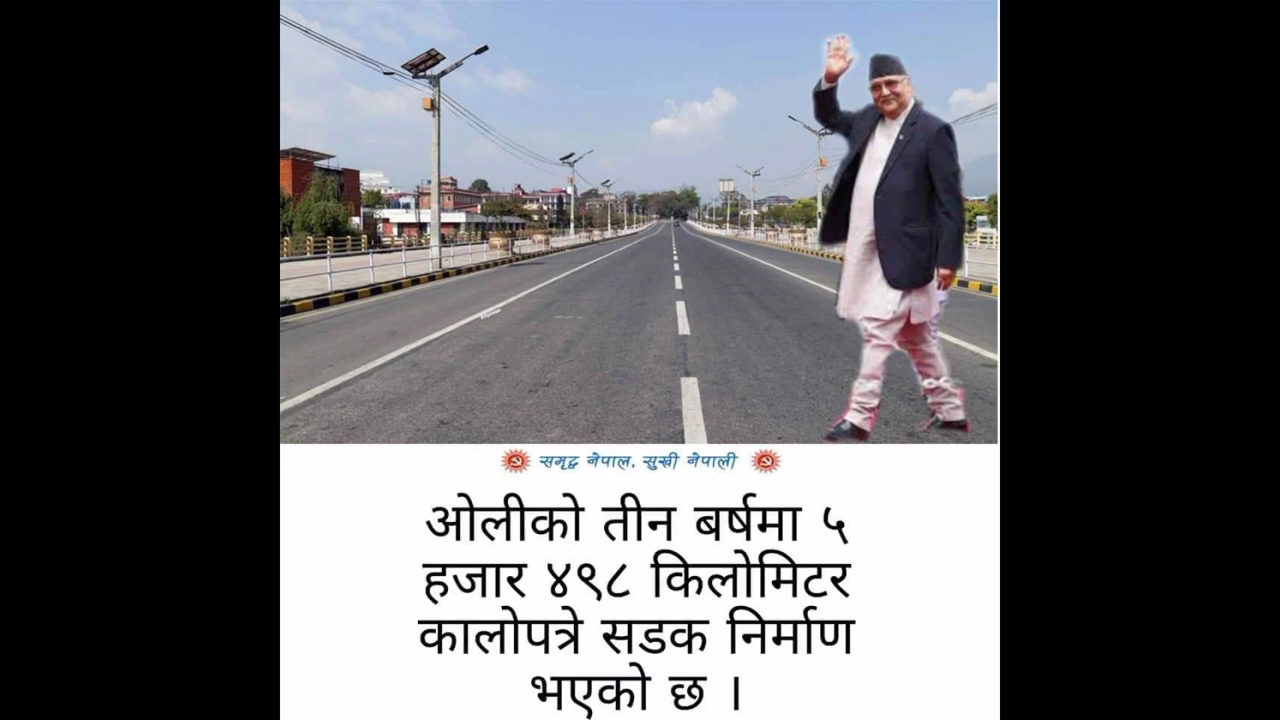 समृद्ध नेपाल, सुखी नेपाली
ओलीको तीन बर्षमा ५
हजार ४९८ किलोमिटर
कालोपत्रे सडक निर्माण
भएको छ ।